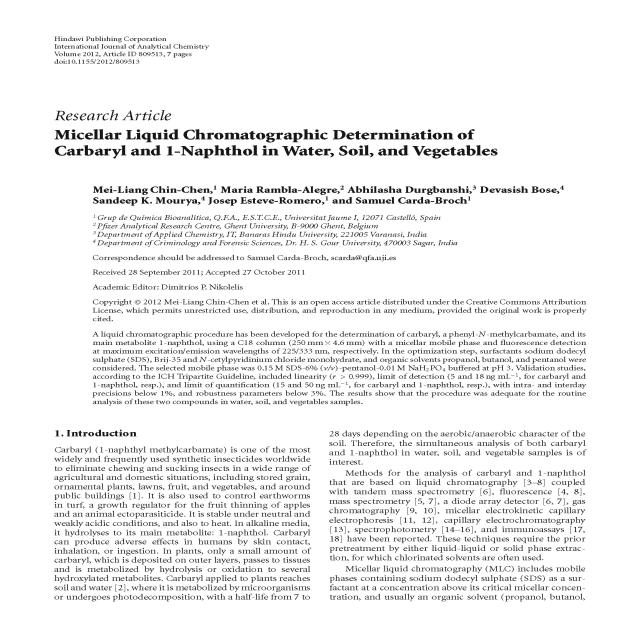 Hindawi Publishing Corporation
International Journal of Analytical Chemistry
Volume 2012, Article ID 809513, 7 pages
doi:10.1155/2012/809513
Research Article
Micellar Liquid Chromatographic Determination of
Carbaryl and 1-Naphthol in Water, Soil, and Vegetables
Mei-Liang Chin-Chen,1 Maria Rambla-Alegre,2 Abhilasha Durgbanshi,3 Devasish Bose,4
Sandeep K. Mourya,4 Josep Esteve-Romero,1 and Samuel Carda-Broch1
1 Grup de Química Bioanalítica, Q.F.A., E.S.T.C.E., Universitat Jaume I, 12071 Castelló, Spain
2 Pfizer Analytical Research Centre, Ghent University, B-9000 Ghent, Belgium
3 Department of Applied Chemistry, IT, Banaras Hindu University, 221005 Varanasi, India
4 Department of Criminology and Forensic Sciences, Dr. H. S. Gour University, 470003 Sagar, India
Correspondence should be addressed to Samuel Carda-Broch, scarda@qfa.uji.es
Received 28 September 2011; Accepted 27 October 2011
Academic Editor: Dimitrios P. Nikolelis
Copyright © 2012 Mei-Liang Chin-Chen et al. This is an open access article distributed under the Creative Commons Attribution
License, which permits unrestricted use, distribution, and reproduction in any medium, provided the original work is properly
cited.
A liquid chromatographic procedure has been developed for the determination of carbaryl, a phenyl-N-methylcarbamate, and its
main metabolite 1-naphthol, using a C18 column (250 mm × 4.6 mm) with a micellar mobile phase and fluorescence detection
at maximum excitation/emission wavelengths of 225/333 nm, respectively. In the optimization step, surfactants sodium dodecyl
sulphate (SDS), Brij-35 and N-cetylpyridinium chloride monohydrate, and organic solvents propanol, butanol, and pentanol were
considered. The selected mobile phase was 0.15 M SDS-6% (v/v)-pentanol-0.01 M NaH2PO4 buffered at pH 3. Validation studies,
according to the ICH Tripartite Guideline, included linearity (r > 0.999), limit of detection (5 and 18 ng mL−1, for carbaryl and
1-naphthol, resp.), and limit of quantification (15 and 50 ng mL−1, for carbaryl and 1-naphthol, resp.), with intra- and interday
precisions below 1%, and robustness parameters below 3%. The results show that the procedure was adequate for the routine
analysis of these two compounds in water, soil, and vegetables samples.
1. Introduction
Carbaryl (1-naphthyl methylcarbamate) is one of the most
widely and frequently used synthetic insecticides worldwide
to eliminate chewing and sucking insects in a wide range of
agricultural and domestic situations, including stored grain,
ornamental plants, lawns, fruit, and vegetables, and around
public buildings [1]. It is also used to control earthworms
in turf, a growth regulator for the fruit thinning of apples
and an animal ectoparasiticide. It is stable under neutral and
weakly acidic conditions, and also to heat. In alkaline media,
it hydrolyses to its main metabolite: 1-naphthol. Carbaryl
can produce adverse effects in humans by skin contact,
inhalation, or ingestion. In plants, only a small amount of
carbaryl, which is deposited on outer layers, passes to tissues
and is metabolized by hydrolysis or oxidation to several
hydroxylated metabolites. Carbaryl applied to plants reaches
soil and water [2], where it is metabolized by microorganisms
or undergoes photodecomposition, with a half-life from 7 to
28 days depending on the aerobic/anaerobic character of the
soil. Therefore, the simultaneous analysis of both carbaryl
and 1-naphthol in water, soil, and vegetable samples is of
interest.
Methods for the analysis of carbaryl and 1-naphthol
that are based on liquid chromatography [3–8] coupled
with tandem mass spectrometry [6], fluorescence [4, 8],
mass spectrometry [5, 7], a diode array detector [6, 7], gas
chromatography [9, 10], micellar electrokinetic capillary
electrophoresis [11, 12], capillary electrochromatography
[13], spectrophotometry [14–16], and immunoassays [17,
18] have been reported. These techniques require the prior
pretreatment by either liquid-liquid or solid phase extrac-
tion, for which chlorinated solvents are often used.
Micellar liquid chromatography (MLC) includes mobile
phases containing sodium dodecyl sulphate (SDS) as a sur-
factant at a concentration above its critical micellar concen-
tration, and usually an organic solvent (propanol, butanol,